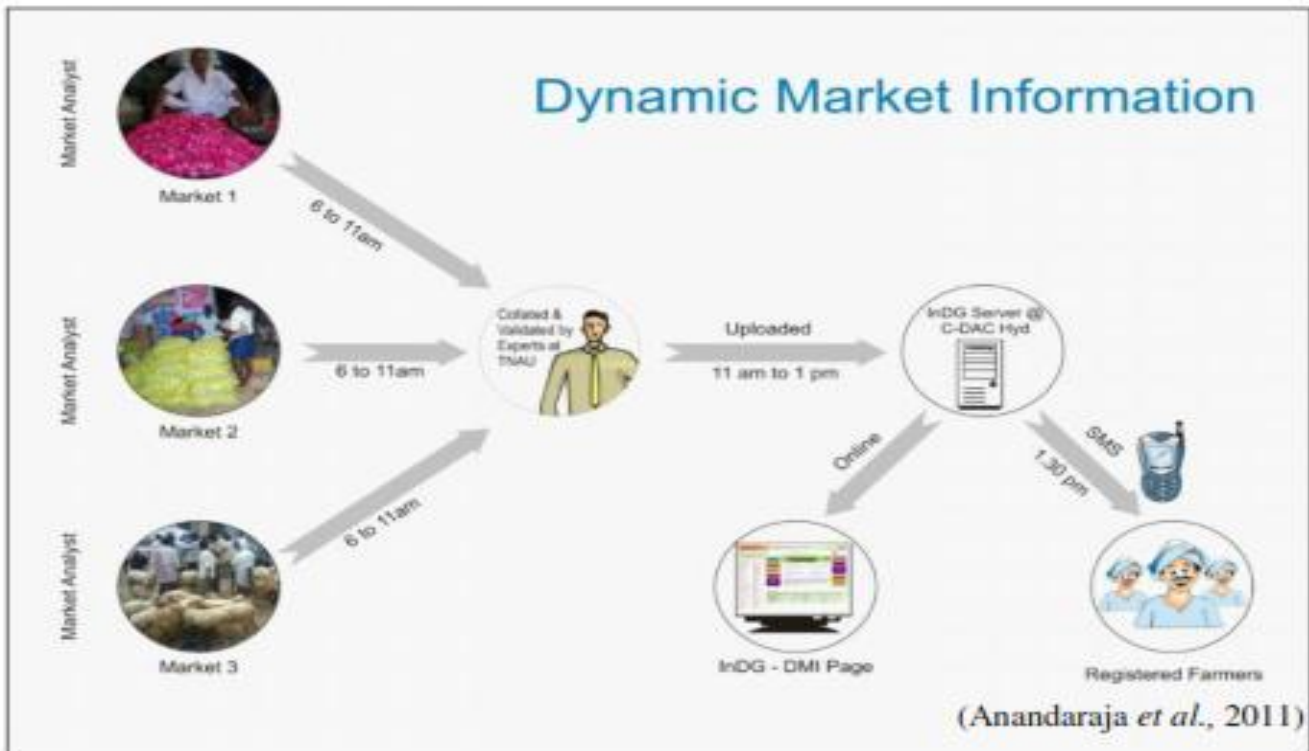 Dynamic Market Information
Market Analyst
Market 1
6 to 11am
Market Analyst
Market 2
6 to 11am
Market Analyst
Market 3
6 to 11am
Collated &
Validated by
Experts at
TNAU
Uploaded
11 am to 1 pm
InDG Server @
C-DAC Hyd
Online
SMS
1.30 pm
InDG - DMI Page
Registered Farmers
(Anandaraja et al., 2011)